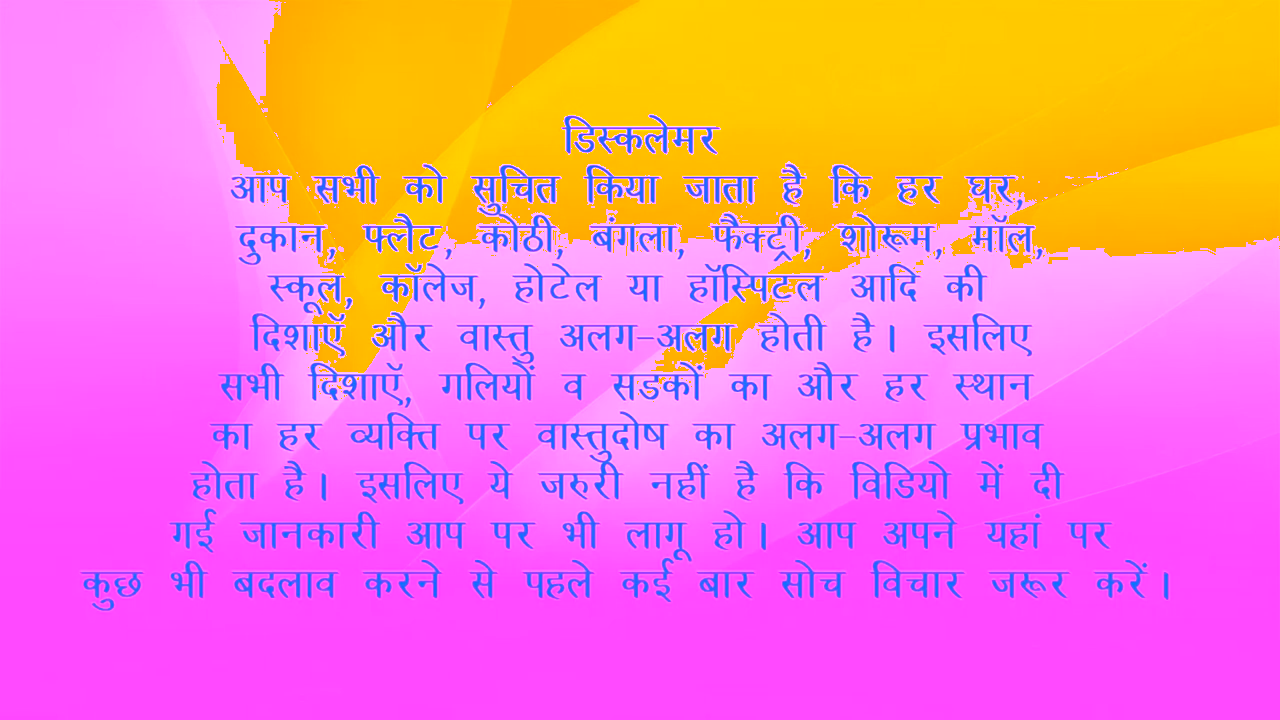 डिस्कलेमर
आप सभी को सुचित किया जाता है कि हर घर,
दुकान, फ्लैट, कोठी, बंगला, फैक्ट्री, शोरूम, मॉल,
स्कूल, कॉलेज, होटेल या हॉस्पिटल आदि की
दिशाऍ और वास्तु अलग-अलग होती है। इसलिए
सभी दिशाऍ, गलियों व सडकों का और हर स्थान
का हर व्यक्ति पर वास्तुदोष का अलग-अलग प्रभाव
होता है। इसलिए ये जरुरी नहीं है कि विडियो में दी
गई जानकारी आप पर भी लागू हो। आप अपने यहां पर
कुछ भी बदलाव करने से पहले कई बार सोच विचार जरूर करें।